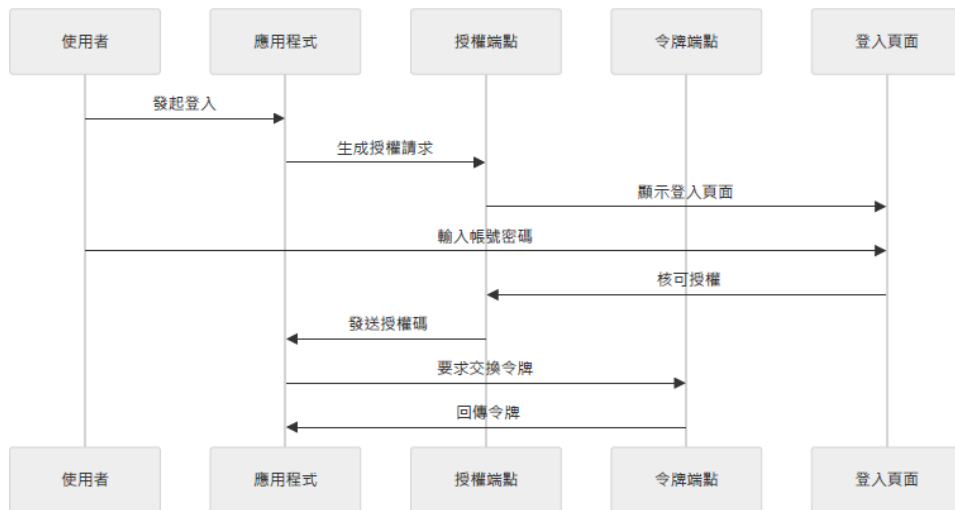 使用者 應用程式 授權端點 令牌端點 登入頁面
發起登入
生成授權請求
顯示登入頁面
輸入帳號密碼
核可授權
發送授權碼
要求交換令牌
回傳令牌
使用者 應用程式 授權端點 令牌端點 登入頁面